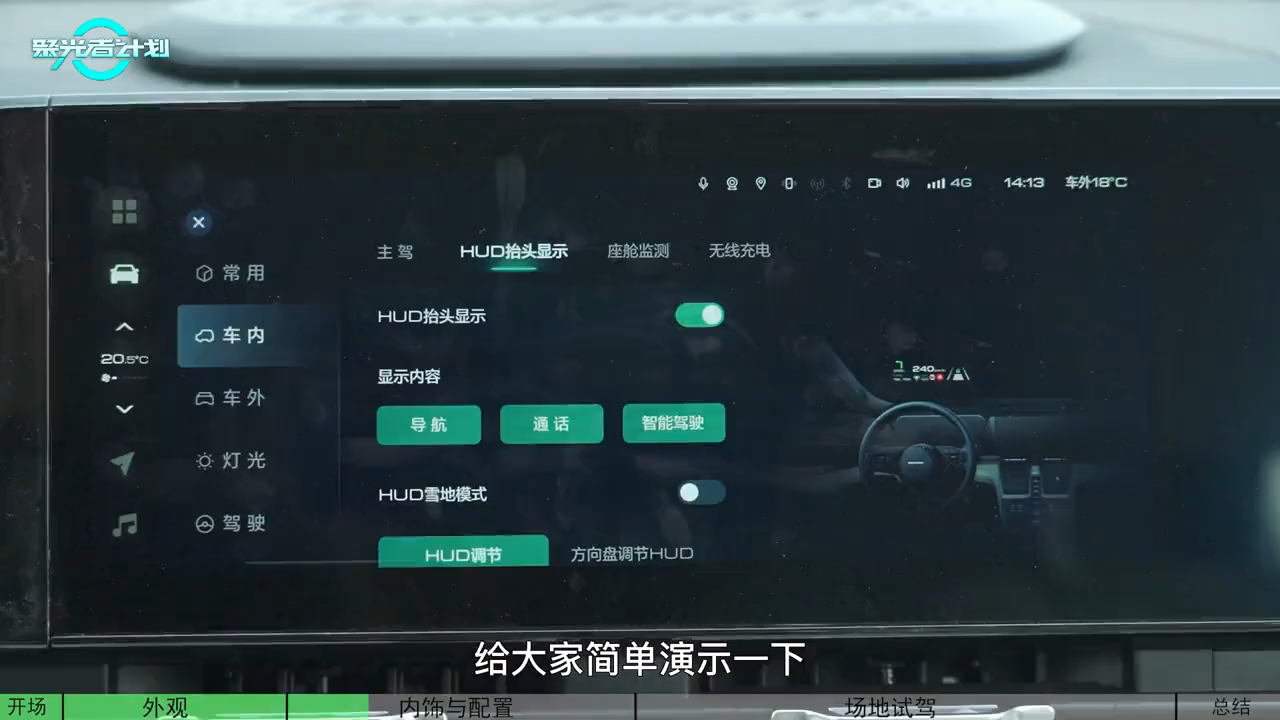 聚光者计划
4G 14:13 车外18°C
主驾 HUD抬头显示 座舱监测 无线充电
常用
HUD抬头显示
车内
20.5°C
显示内容
240
车外
导航 通话 智能驾驶
灯光
HUD雪地模式
驾驶
HUD调节 方向盘调节HUD
给大家简单演示一下
开场 外观 内饰与配置 场地试驾 总结